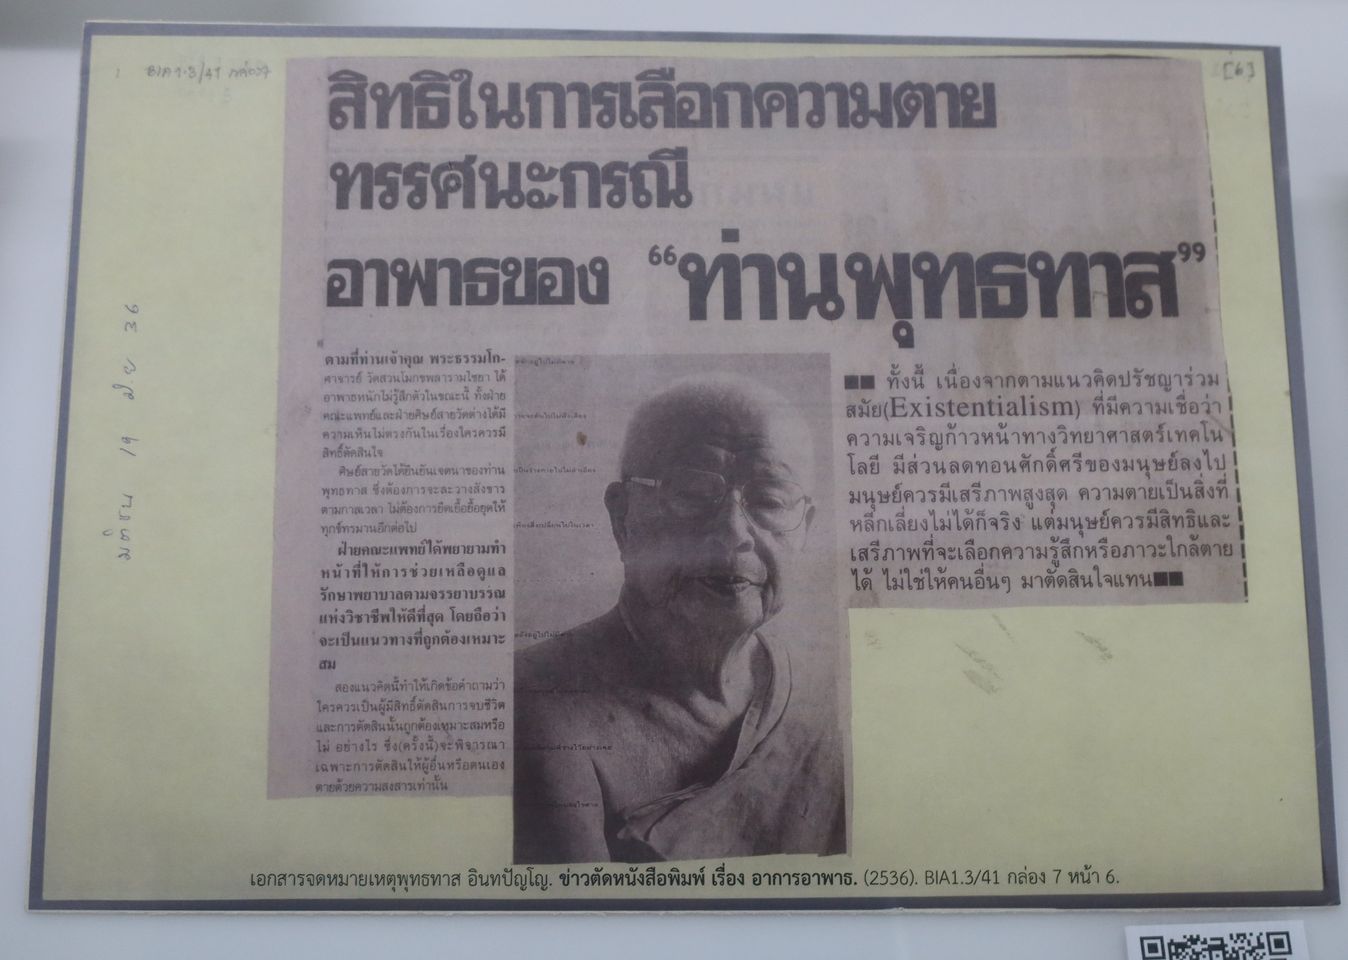 BIA1.3/41 กล่อง7
[6]
สิทธิในการเลือกความตาย
ทรรศนะกรณี
อาพาธของ “ท่านพุทธทาส”
มติชน 19 มิ.ย 36
ตามที่ท่านเจ้าคุณ พระธรรมโก-
ศาจารย์ วัดสวนโมกขพลารามไชยา ได้
อาพาธหนักไม่รู้สึกตัวในขณะนี้ ทั้งฝ่าย
คณะแพทย์และฝ่ายศิษย์สายวัดต่างได้มี
ความเห็นไม่ตรงกันในเรื่องใครควรมี
สิทธิ์ตัดสินใจ
ศิษย์สายวัดได้ยืนยันเจตนาของท่าน
พุทธทาส ซึ่งต้องการจะละวางสังขาร
ตามกาลเวลา ไม่ต้องการยึดเยื้อยื้อยุดให้
ทุกข์ทรมานอีกต่อไป
ฝ่ายคณะแพทย์ได้พยายามทำ
หน้าที่ให้การช่วยเหลือดูแล
รักษาพยาบาลตามจรรยาบรรณ
แห่งวิชาชีพให้ดีที่สุด โดยถือว่า
จะเป็นแนวทางที่ถูกต้องเหมาะ
สม
สองแนวคิดนี้ทำให้เกิดข้อคำถามว่า
ใครควรเป็นผู้มีสิทธิ์ตัดสินการจบชีวิต
และการตัดสินนั้นถูกต้องเหมาะสมหรือ
ไม่ อย่างไร ซึ่ง(ครั้งนี้)จะพิจารณา
เฉพาะการตัดสินให้ผู้อื่นหรือตนเอง
ตายด้วยความสงสารเท่านั้น
■■ ทั้งนี้ เนื่องจากตามแนวคิดปรัชญาร่วม
สมัย(Existentialism) ที่มีความเชื่อว่า
ความเจริญก้าวหน้าทางวิทยาศาสตร์เทคโน
โลยี มีส่วนลดทอนศักดิ์ศรีของมนุษย์ลงไป
มนุษย์ควรมีเสรีภาพสูงสุด ความตายเป็นสิ่งที่
หลีกเลี่ยงไม่ได้ก็จริง แต่มนุษย์ควรมีสิทธิและ
เสรีภาพที่จะเลือกความรู้สึกหรือภาวะใกล้ตาย
ได้ ไม่ใช่ให้คนอื่นๆ มาตัดสินใจแทน■■
เอกสารจดหมายเหตุพุทธทาส อินทปัญโญ. ข่าวตัดหนังสือพิมพ์ เรื่อง อาการอาพาธ. (2536). BIA1.3/41 กล่อง 7 หน้า 6.